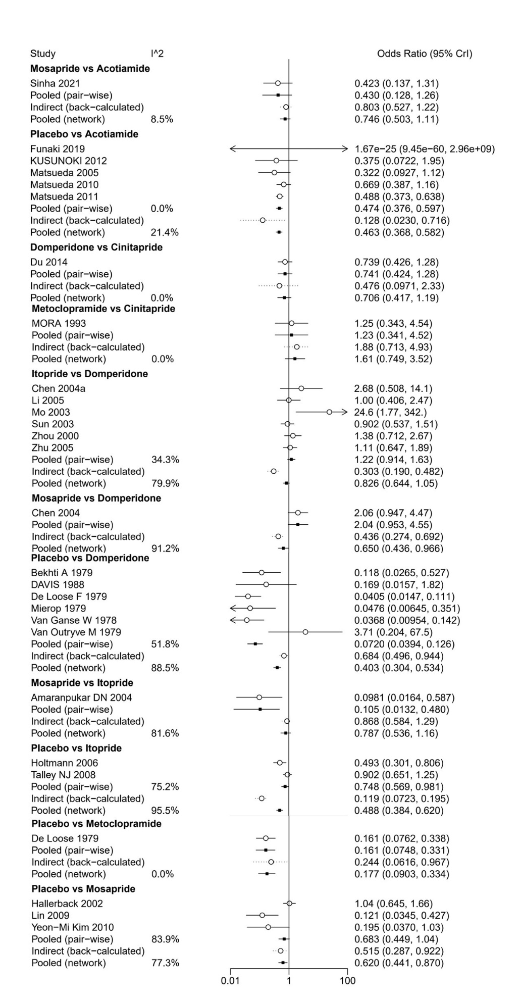 Study I^2 Odds Ratio (95% CrI)
Mosapride vs Acotiamide
Sinha 2021 0.423 (0.137, 1.31)
Pooled (pair−wise) 0.430 (0.128, 1.26)
Indirect (back−calculated) 0.803 (0.527, 1.22)
Pooled (network) 8.5% 0.746 (0.503, 1.11)
Placebo vs Acotiamide
Funaki 2019 1.67e−25 (9.45e−60, 2.96e+09)
KUSUNOKI 2012 0.375 (0.0722, 1.95)
Matsueda 2005 0.322 (0.0927, 1.12)
Matsueda 2010 0.669 (0.387, 1.16)
Matsueda 2011 0.488 (0.373, 0.638)
Pooled (pair−wise) 0.0% 0.474 (0.376, 0.597)
Indirect (back−calculated) 0.128 (0.0230, 0.716)
Pooled (network) 21.4% 0.463 (0.368, 0.582)
Domperidone vs Cinitapride
Du 2014 0.739 (0.426, 1.28)
Pooled (pair−wise) 0.741 (0.424, 1.28)
Indirect (back−calculated) 0.476 (0.0971, 2.33)
Pooled (network) 0.0% 0.706 (0.417, 1.19)
Metoclopramide vs Cinitapride
MORA 1993 1.25 (0.343, 4.54)
Pooled (pair−wise) 1.23 (0.341, 4.52)
Indirect (back−calculated) 1.88 (0.713, 4.93)
Pooled (network) 0.0% 1.61 (0.749, 3.52)
Itopride vs Domperidone
Chen 2004a 2.68 (0.508, 14.1)
Li 2005 1.00 (0.406, 2.47)
Mo 2003 24.6 (1.77, 342.)
Sun 2003 0.902 (0.537, 1.51)
Zhou 2000 1.38 (0.712, 2.67)
Zhu 2005 1.11 (0.647, 1.89)
Pooled (pair−wise) 34.3% 1.22 (0.914, 1.63)
Indirect (back−calculated) 0.303 (0.190, 0.482)
Pooled (network) 79.9% 0.826 (0.644, 1.05)
Mosapride vs Domperidone
Chen 2004 2.06 (0.947, 4.47)
Pooled (pair−wise) 2.04 (0.953, 4.55)
Indirect (back−calculated) 0.436 (0.274, 0.692)
Pooled (network) 91.2% 0.650 (0.436, 0.966)
Placebo vs Domperidone
Bekhti A 1979 0.118 (0.0265, 0.527)
DAVIS 1988 0.169 (0.0157, 1.82)
De Loose F 1979 0.0405 (0.0147, 0.111)
Mierop 1979 0.0476 (0.00645, 0.351)
Van Ganse W 1978 0.0368 (0.00954, 0.142)
Van Outryve M 1979 3.71 (0.204, 67.5)
Pooled (pair−wise) 51.8% 0.0720 (0.0394, 0.126)
Indirect (back−calculated) 0.684 (0.496, 0.944)
Pooled (network) 88.5% 0.403 (0.304, 0.534)
Mosapride vs Itopride
Amaranpukar DN 2004 0.0981 (0.0164, 0.587)
Pooled (pair−wise) 0.105 (0.0132, 0.480)
Indirect (back−calculated) 0.868 (0.584, 1.29)
Pooled (network) 81.6% 0.787 (0.536, 1.16)
Placebo vs Itopride
Holtmann 2006 0.493 (0.301, 0.806)
Talley NJ 2008 0.902 (0.651, 1.25)
Pooled (pair−wise) 75.2% 0.748 (0.569, 0.981)
Indirect (back−calculated) 0.119 (0.0723, 0.195)
Pooled (network) 95.5% 0.488 (0.384, 0.620)
Placebo vs Metoclopramide
De Loose 1979 0.161 (0.0762, 0.338)
Pooled (pair−wise) 0.161 (0.0748, 0.331)
Indirect (back−calculated) 0.244 (0.0616, 0.967)
Pooled (network) 0.0% 0.177 (0.0903, 0.334)
Placebo vs Mosapride
Hallerback 2002 1.04 (0.645, 1.66)
Lin 2009 0.121 (0.0345, 0.427)
Yeon−Mi Kim 2010 0.195 (0.0370, 1.03)
Pooled (pair−wise) 83.9% 0.683 (0.449, 1.04)
Indirect (back−calculated) 0.515 (0.287, 0.922)
Pooled (network) 77.3% 0.620 (0.441, 0.870)
0.01 1 100